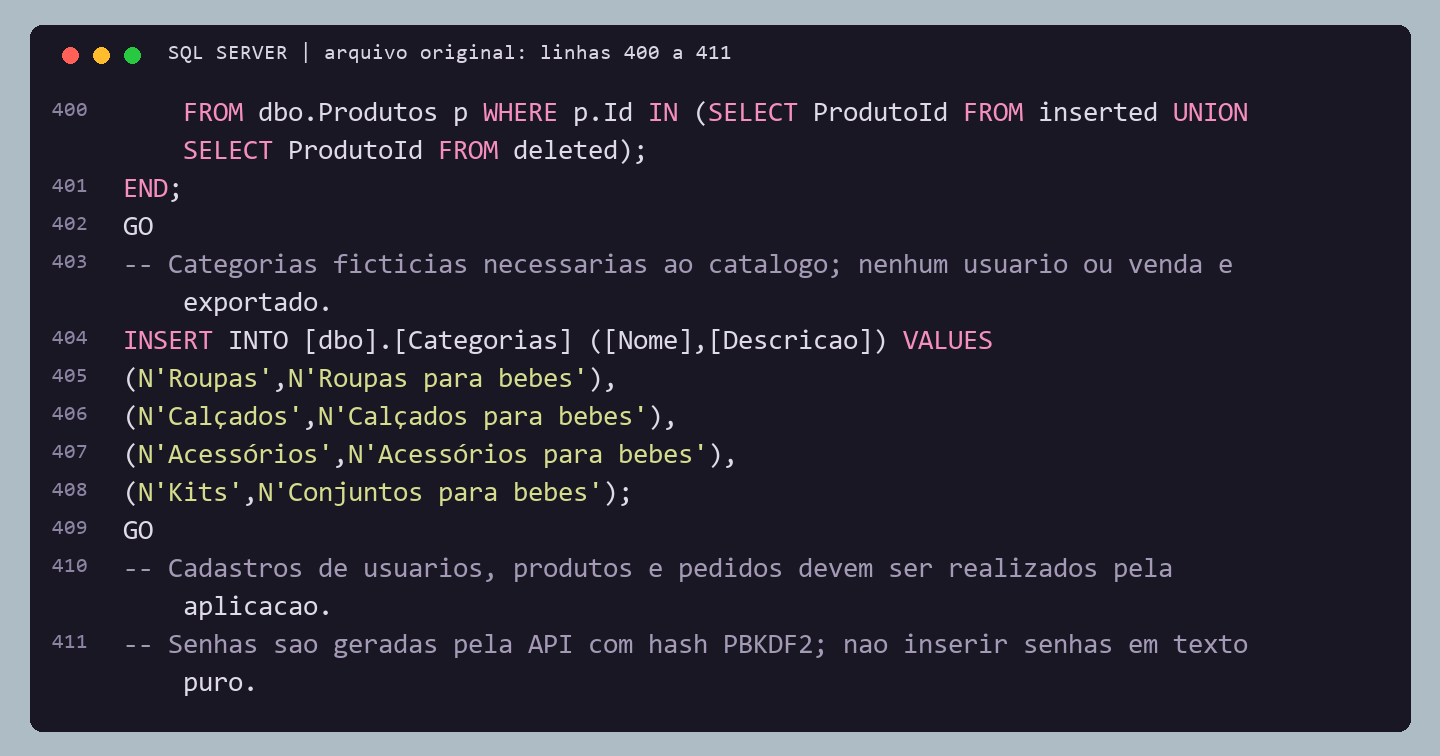 SQL SERVER | arquivo original: linhas 400 a 411
400 FROM dbo.Produtos p WHERE p.Id IN (SELECT ProdutoId FROM inserted UNION
SELECT ProdutoId FROM deleted);
401 END;
402 GO
403 -- Categorias ficticias necessarias ao catalogo; nenhum usuario ou venda e
exportado.
404 INSERT INTO [dbo].[Categorias] ([Nome],[Descricao]) VALUES
405 (N'Roupas',N'Roupas para bebes'),
406 (N'Calçados',N'Calçados para bebes'),
407 (N'Acessórios',N'Acessórios para bebes'),
408 (N'Kits',N'Conjuntos para bebes');
409 GO
410 -- Cadastros de usuarios, produtos e pedidos devem ser realizados pela
aplicacao.
411 -- Senhas sao geradas pela API com hash PBKDF2; nao inserir senhas em texto
puro.